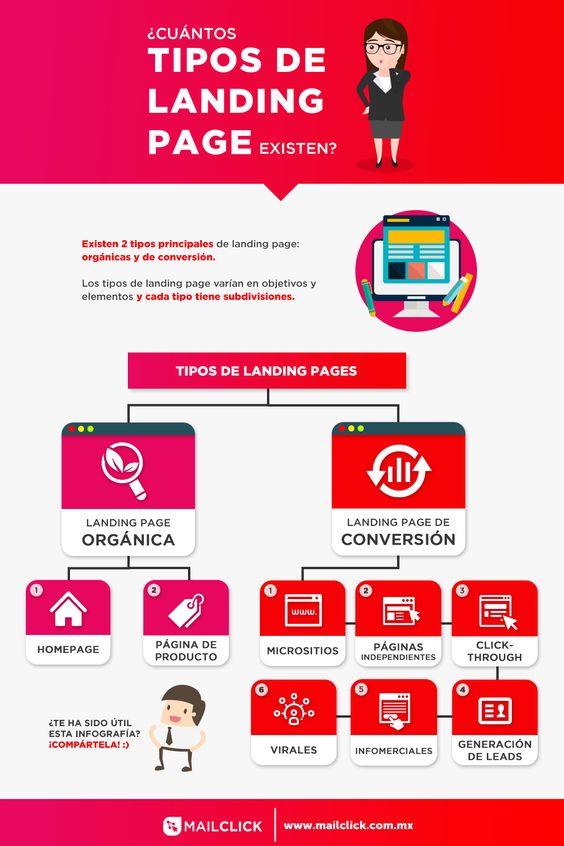 ¿CUÁNTOS
TIPOS DE
LANDING
PAGE EXISTEN?
Existen 2 tipos principales de landing page:
orgánicas y de conversión.
Los tipos de landing page varían en objetivos y
elementos y cada tipo tiene subdivisiones.
TIPOS DE LANDING PAGES
LANDING PAGE
ORGÁNICA
LANDING PAGE DE
CONVERSIÓN
1
HOMEPAGE
2
PÁGINA DE
PRODUCTO
1
www.
MICROSITIOS
2
PÁGINAS
INDEPENDIENTES
3
CLICK-
THROUGH
6
VIRALES
5
INFOMERCIALES
4
GENERACIÓN
DE LEADS
¿TE HA SIDO ÚTIL
ESTA INFOGRAFÍA?
¡COMPÁRTELA! :)
MAILCLICK
www.mailclick.com.mx